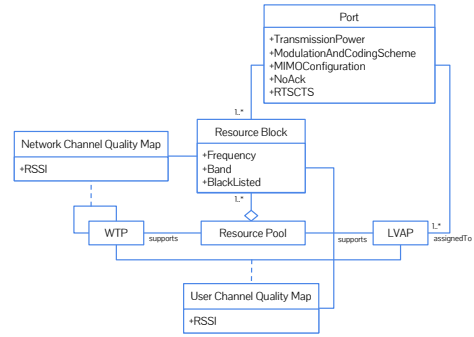 Port
+TransmissionPower
+ModulationAndCodingScheme
+MIMOConfiguration
+NoAck
+RTSCTS
1..*
Resource Block
+Frequency
+Band
+BlackListed
1..*
Network Channel Quality Map
+RSSI
WTP
supports
Resource Pool
supports
LVAP
1..*
assignedTo
User Channel Quality Map
+RSSI